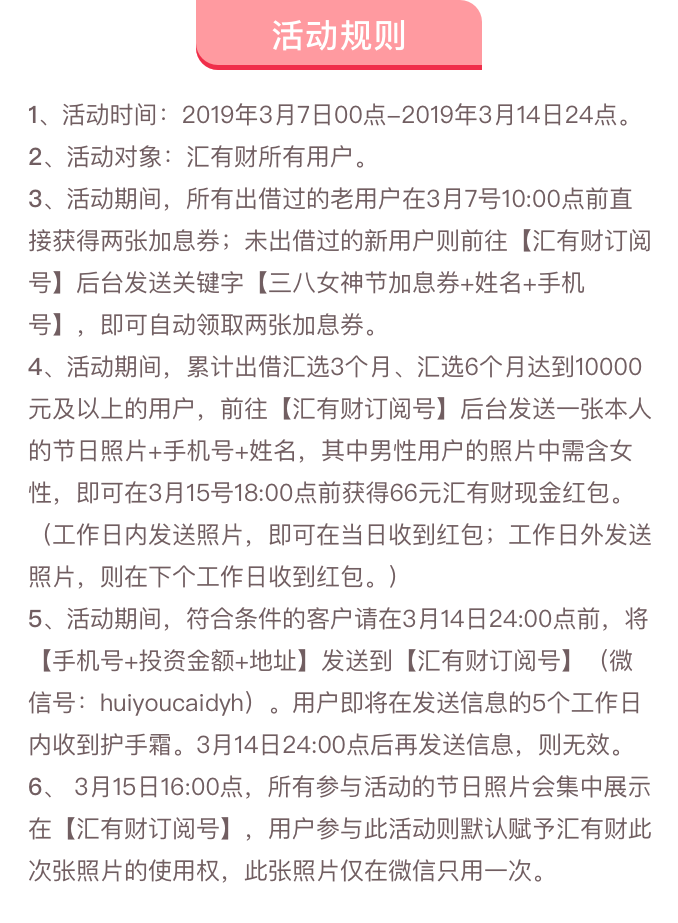 活动规则
1、活动时间：2019年3月7日00点–2019年3月14日24点。
2、活动对象：汇有财所有用户。
3、活动期间，所有出借过的老用户在3月7号10:00点前直
接获得两张加息券；未出借过的新用户则前往【汇有财订阅
号】后台发送关键字【三八女神节加息券+姓名+手机
号】，即可自动领取两张加息券。
4、活动期间，累计出借汇选3个月、汇选6个月达到10000
元及以上的用户，前往【汇有财订阅号】后台发送一张本人
的节日照片+手机号+姓名，其中男性用户的照片中需含女
性，即可在3月15号18:00点前获得66元汇有财现金红包。
（工作日内发送照片，即可在当日收到红包；工作日外发送
照片，则在下个工作日收到红包。）
5、活动期间，符合条件的客户请在3月14日24:00点前，将
【手机号+投资金额+地址】发送到【汇有财订阅号】（微
信号：huiyoucaidyh）。用户即将在发送信息的5个工作日
内收到护手霜。3月14日24:00点后再发送信息，则无效。
6、 3月15日16:00点，所有参与活动的节日照片会集中展示
在【汇有财订阅号】，用户参与此活动则默认赋予汇有财此
次张照片的使用权，此张照片仅在微信只用一次。